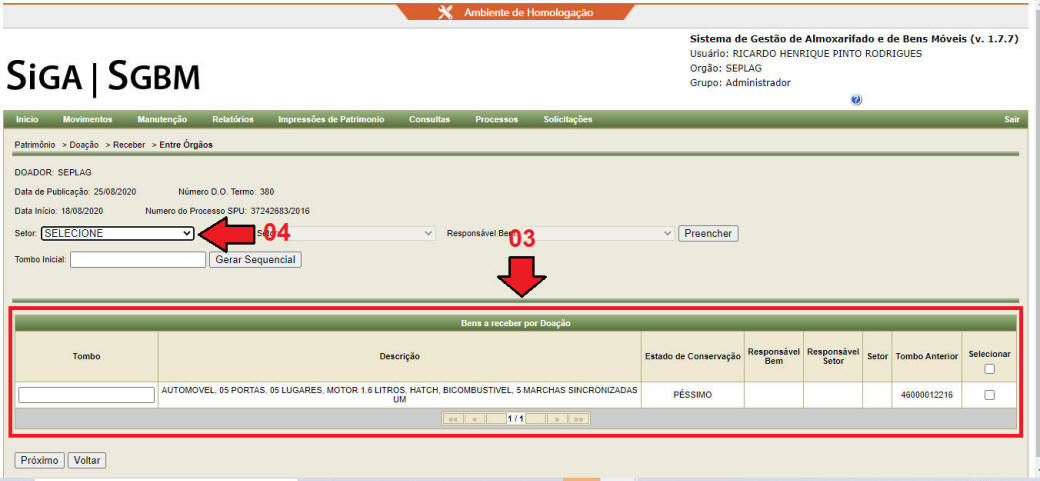 Ambiente de Homologação
Sistema de Gestão de Almoxarifado e de Bens Móveis (v. 1.7.7)
Usuário: RICARDO HENRIQUE PINTO RODRIGUES
Orgão: SEPLAG
Grupo: Administrador
SIGA | SGBM
Inicio Movimentos Manutenção Relatórios Impressões de Patrimonio Consultas Processos Solicitações Sair
Patrimônio > Doação > Receber > Entre Órgãos
DOADOR: SEPLAG
Data de Publicação: 25/08/2020 Número D.O. Termo: 380
Data Início: 18/08/2020 Numero do Processo SPU: 37242683/2016
Setor: SELECIONE 04 Responsável Bem: Preencher
03
Tombo Inicial: Gerar Sequencial
Bens a receber por Doação
Tombo Descrição Estado de Conservação Responsável Bem Responsável Setor Setor Tombo Anterior Selecionar
AUTOMOVEL, 05 PORTAS, 05 LUGARES, MOTOR 1.6 LITROS, HATCH, BICOMBUSTIVEL, 5 MARCHAS SINCRONIZADAS
UM
PÉSSIMO 46000012216
«« « 1 / 1 » »»
Próximo Voltar